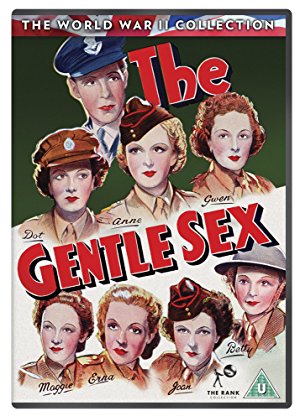 THE WORLD WAR II COLLECTION
The
Gwen
Anne
Dot
GENTLE SEX
Betty
Maggie
Erna
Joan
THE RANK
COLLECTION
U